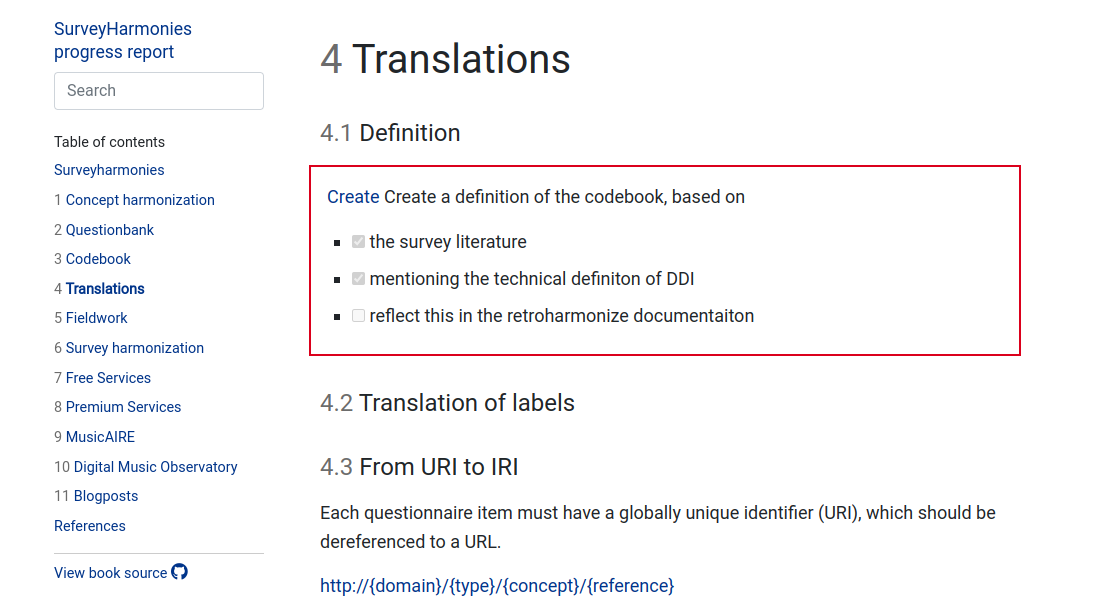 SurveyHarmonies
progress report
Search
Table of contents
Surveyharmonies
1 Concept harmonization
2 Questionbank
3 Codebook
4 Translations
5 Fieldwork
6 Survey harmonization
7 Free Services
8 Premium Services
9 MusicAIRE
10 Digital Music Observatory
11 Blogposts
References
View book source
4 Translations
4.1 Definition
Create Create a definition of the codebook, based on
the survey literature
mentioning the technical definiton of DDI
reflect this in the retroharmonize documentaiton
4.2 Translation of labels
4.3 From URI to IRI
Each questionnaire item must have a globally unique identifier (URI), which should be
dereferenced to a URL.
http://{domain}/{type}/{concept}/{reference}